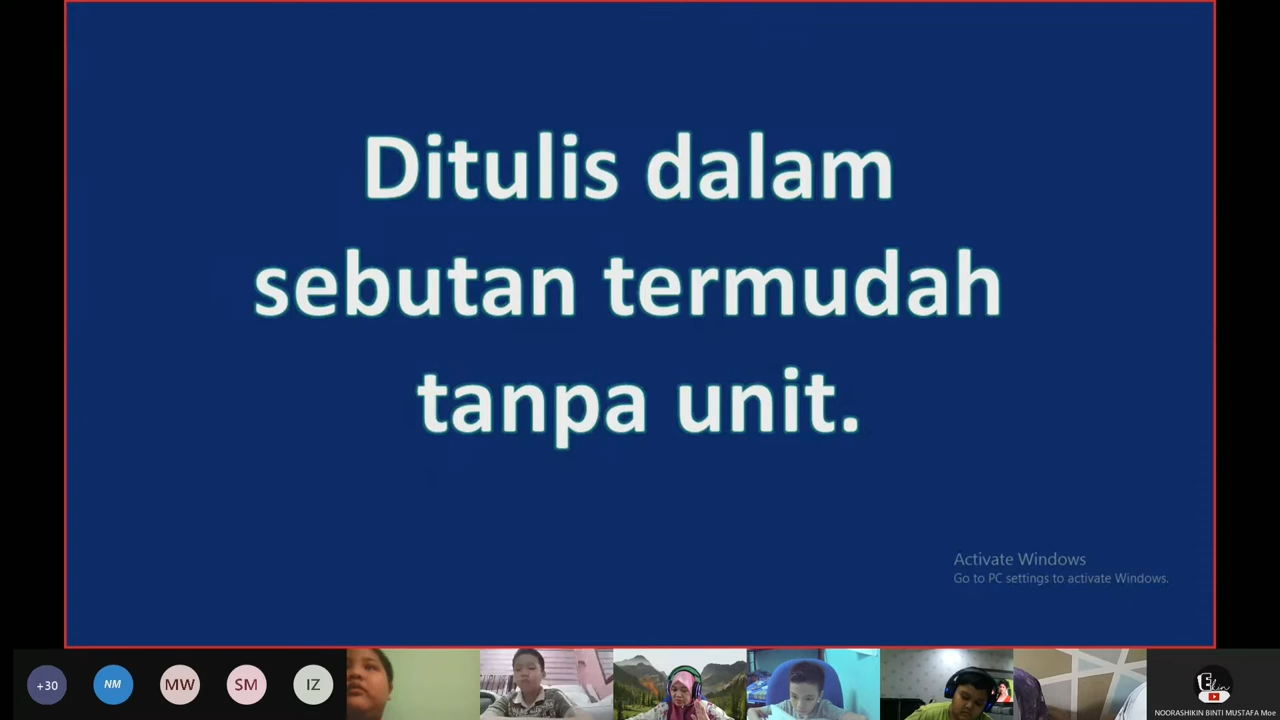 Ditulis dalam
sebutan termudah
tanpa unit.
Activate Windows
Go to PC settings to activate Windows.
+30
NM
MW
SM
IZ
Ekin
NOORASHIKIN BINTI MUSTAFA Moe